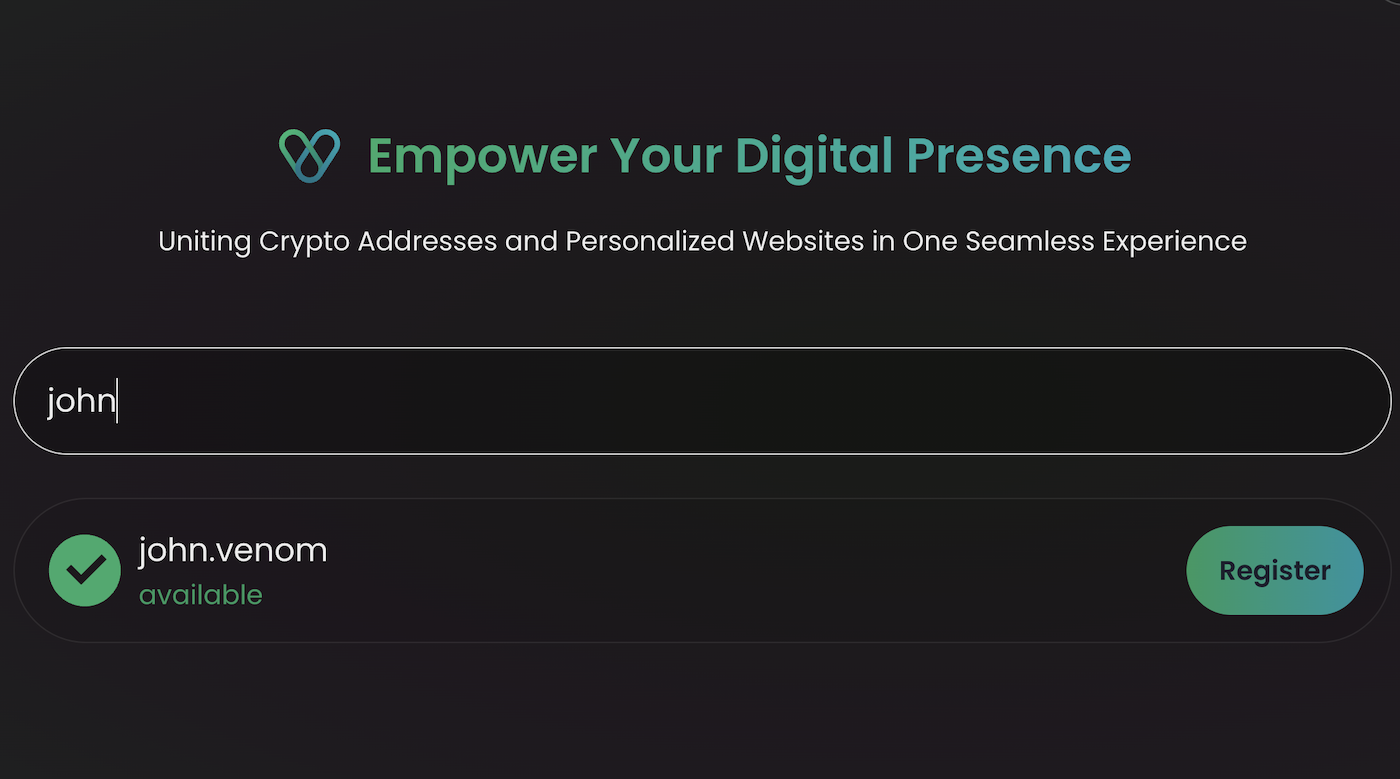 Empower Your Digital Presence
Uniting Crypto Addresses and Personalized Websites in One Seamless Experience
john
john.venom
available
Register